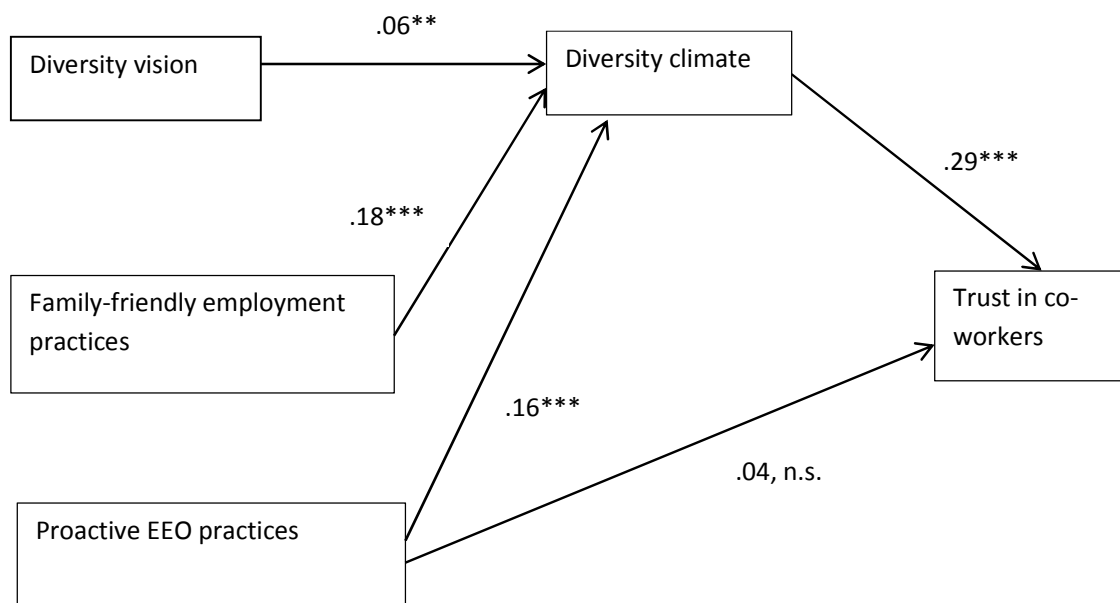 .06**
Diversity vision
Diversity climate
.29***
.18***
Family-friendly employment
practices
Trust in co-
workers
.16***
.04, n.s.
Proactive EEO practices